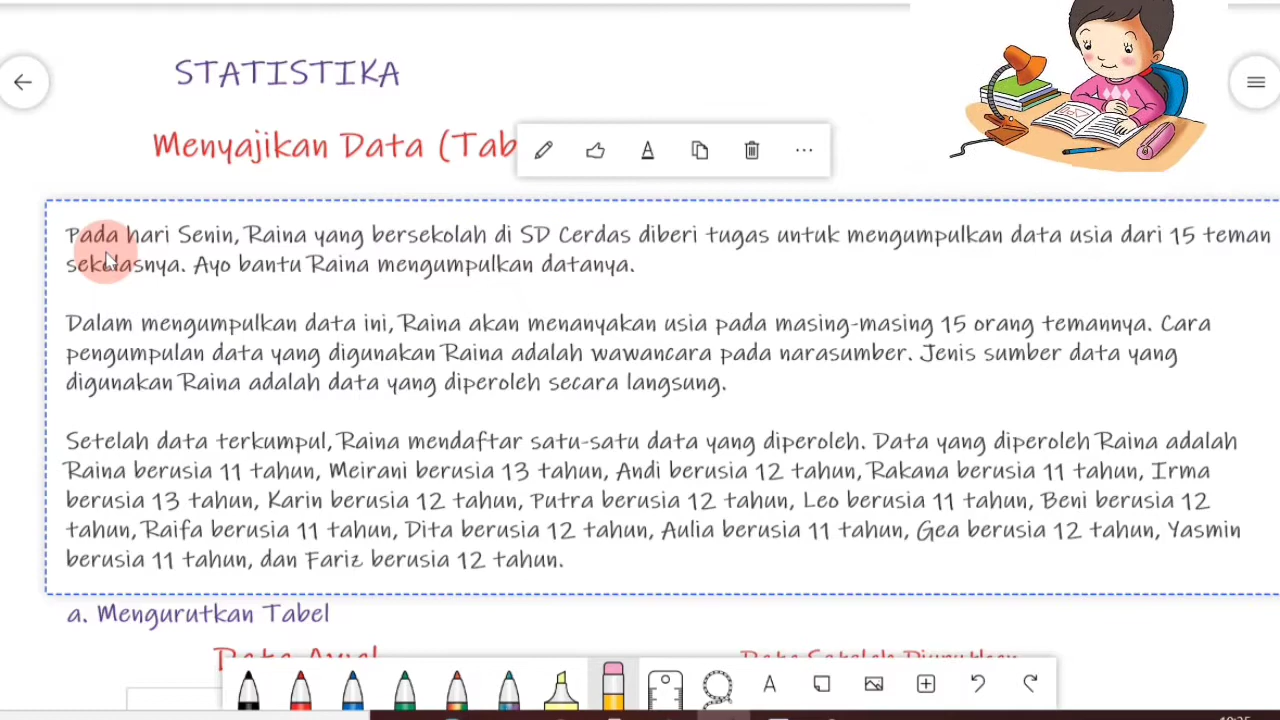 STATISTIKA
Menyajikan Data (Tab
Pada hari Senin, Raina yang bersekolah di SD Cerdas diberi tugas untuk mengumpulkan data usia dari 15 teman
sekelasnya. Ayo bantu Raina mengumpulkan datanya.
Dalam mengumpulkan data ini, Raina akan menanyakan usia pada masing-masing 15 orang temannya. Cara
pengumpulan data yang digunakan Raina adalah wawancara pada narasumber. Jenis sumber data yang
digunakan Raina adalah data yang diperoleh secara langsung.
Setelah data terkumpul, Raina mendaftar satu-satu data yang diperoleh. Data yang diperoleh Raina adalah
Raina berusia 11 tahun, Meirani berusia 13 tahun, Andi berusia 12 tahun, Rakana berusia 11 tahun, Irma
berusia 13 tahun, Karin berusia 12 tahun, Putra berusia 12 tahun, Leo berusia 11 tahun, Beni berusia 12
tahun, Raifa berusia 11 tahun, Dita berusia 12 tahun, Aulia berusia 11 tahun, Gea berusia 12 tahun, Yasmin
berusia 11 tahun, dan Fariz berusia 12 tahun.
a. Mengurutkan Tabel